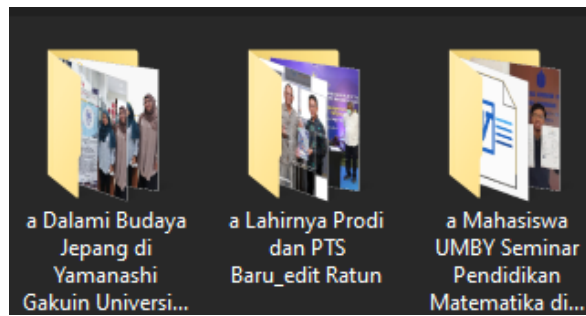 a Dalami Budaya
Jepang di
Yamanashi
Gakuin Universi...
a Lahirnya Prodi
dan PTS
Baru_edit Ratun
a Mahasiswa
UMBY Seminar
Pendidikan
Matematika di...